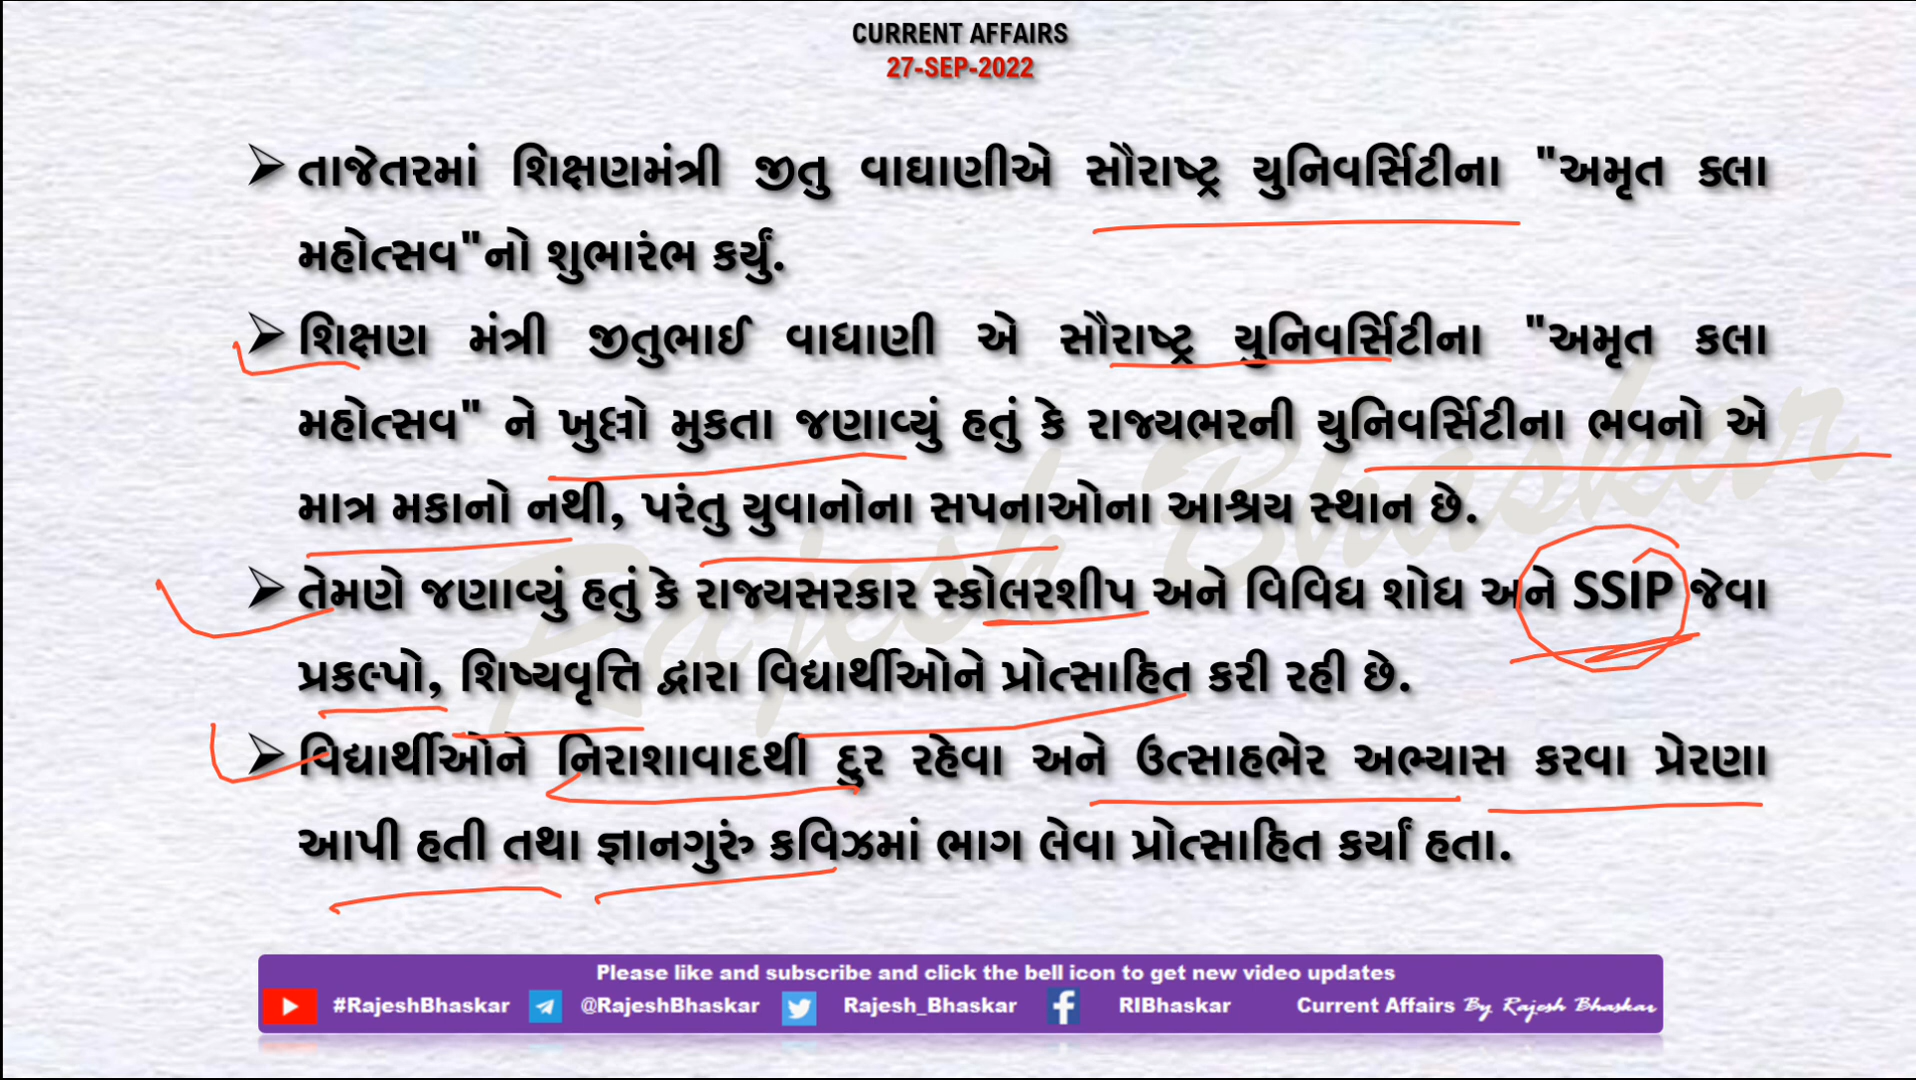 CURRENT AFFAIRS
27-SEP-2022
તાજેતરમાં શિક્ષણમંત્રી જીતુ વાઘાણીએ સૌરાષ્ટ્ર યુનિવર્સિટીના "અમૃત કલા
મહોત્સવ"નો શુભારંભ કર્યું.
શિક્ષણ મંત્રી જીતુભાઈ વાધાણી એ સૌરાષ્ટ્ર યુનિવર્સિટીના "અમૃત કલા
મહોત્સવ" ને ખુલ્લો મુકતા જણાવ્યું હતું કે રાજ્યભરની યુનિવર્સિટીના ભવનો એ
માત્ર મકાનો નથી, પરંતુ યુવાનોના સપનાઓના આશ્રય સ્થાન છે.
તેમણે જણાવ્યું હતું કે રાજ્યસરકાર સ્કોલરશીપ અને વિવિધ શોધ અને SSIP જેવા
પ્રકલ્પો, શિષ્યવૃત્તિ દ્વારા વિદ્યાર્થીઓને પ્રોત્સાહિત કરી રહી છે.
વિદ્યાર્થીઓને નિરાશાવાદથી દુર રહેવા અને ઉત્સાહભેર અભ્યાસ કરવા પ્રેરણા
આપી હતી તથા જ્ઞાનગુરું કવિઝમાં ભાગ લેવા પ્રોત્સાહિત કર્યાં હતા.
Rajesh Bhaskar
Please like and subscribe and click the bell icon to get new video updates
#RajeshBhaskar @RajeshBhaskar Rajesh_Bhaskar RIBhaskar Current Affairs By Rajesh Bhaskar